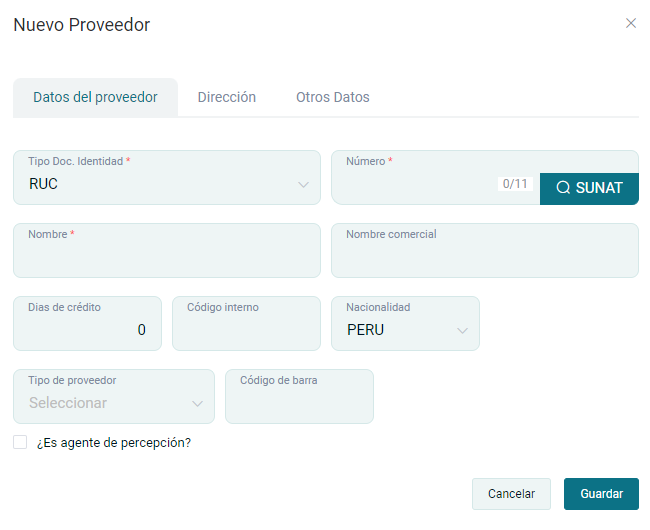 Nuevo Proveedor
Datos del proveedor Dirección Otros Datos
Tipo Doc. Identidad * Número *
RUC 0/11 SUNAT
Nombre * Nombre comercial
Dias de crédito Código interno Nacionalidad
0 PERU
Tipo de proveedor Código de barra
Seleccionar
¿Es agente de percepción?
Cancelar Guardar